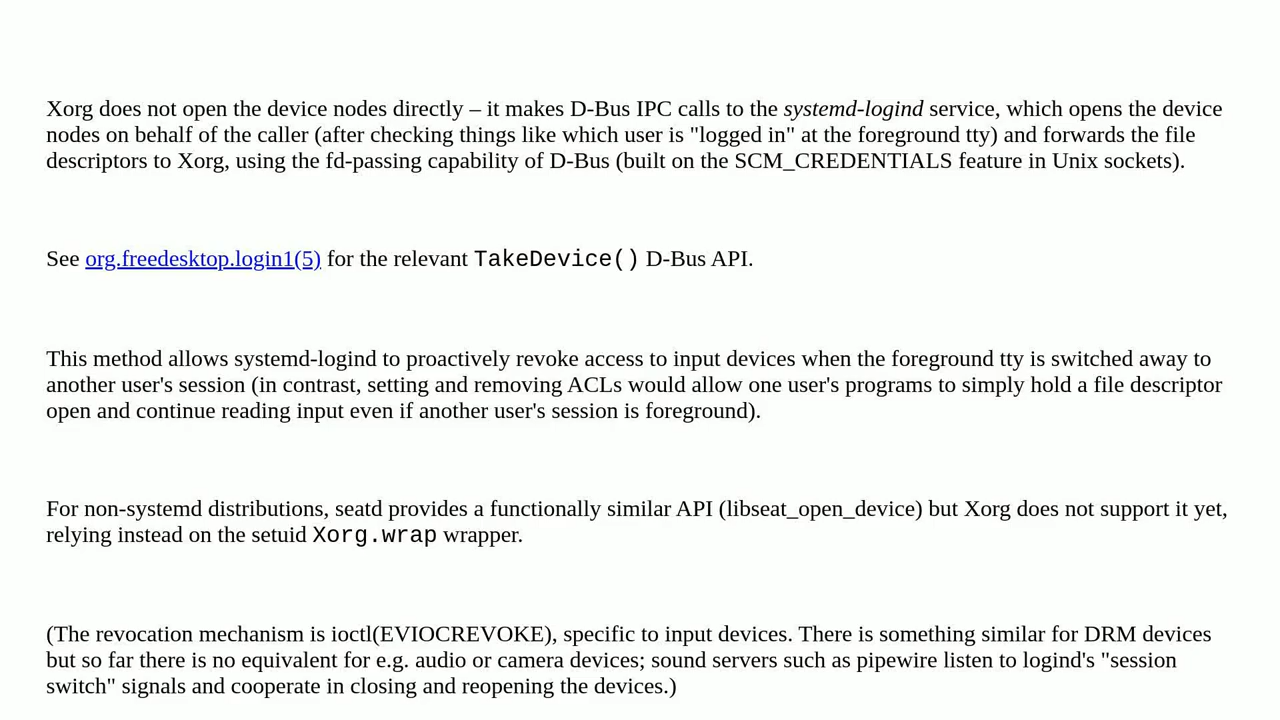 Xorg does not open the device nodes directly – it makes D-Bus IPC calls to the systemd-logind service, which opens the device
nodes on behalf of the caller (after checking things like which user is "logged in" at the foreground tty) and forwards the file
descriptors to Xorg, using the fd-passing capability of D-Bus (built on the SCM_CREDENTIALS feature in Unix sockets).
See org.freedesktop.login1(5) for the relevant TakeDevice() D-Bus API.
This method allows systemd-logind to proactively revoke access to input devices when the foreground tty is switched away to
another user's session (in contrast, setting and removing ACLs would allow one user's programs to simply hold a file descriptor
open and continue reading input even if another user's session is foreground).
For non-systemd distributions, seatd provides a functionally similar API (libseat_open_device) but Xorg does not support it yet,
relying instead on the setuid Xorg.wrap wrapper.
(The revocation mechanism is ioctl(EVIOCREVOKE), specific to input devices. There is something similar for DRM devices
but so far there is no equivalent for e.g. audio or camera devices; sound servers such as pipewire listen to logind's "session
switch" signals and cooperate in closing and reopening the devices.)